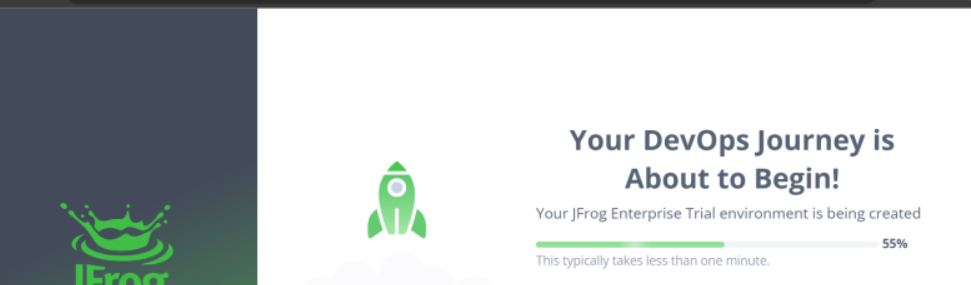 Your DevOps Journey is
About to Begin!
Your JFrog Enterprise Trial environment is being created
55%
This typically takes less than one minute.
JFrog